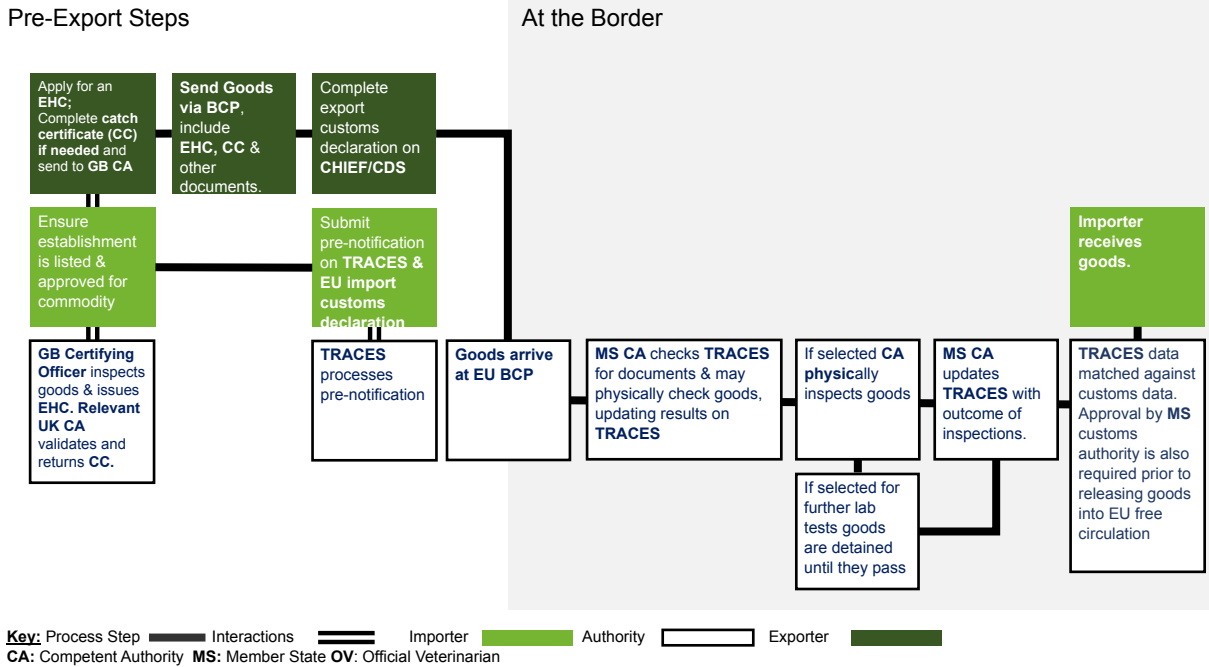 Pre-Export Steps
At the Border
Apply for an
EHC;
Complete catch
certificate (CC)
if needed and
send to GB CA
Send Goods
via BCP,
include
EHC, CC &
other
documents.
Complete
export
customs
declaration on
CHIEF/CDS
Ensure
establishment
is listed &
approved for
commodity
Submit
pre-notification
on TRACES &
EU import
customs
declaration
Importer
receives
goods.
GB Certifying
Officer inspects
goods & issues
EHC. Relevant
UK CA
validates and
returns CC.
TRACES
processes
pre-notification
Goods arrive
at EU BCP
MS CA checks TRACES
for documents & may
physically check goods,
updating results on
TRACES
If selected CA
physically
inspects goods
MS CA
updates
TRACES with
outcome of
inspections.
TRACES data
matched against
customs data.
Approval by MS
customs
authority is also
required prior to
releasing goods
into EU free
circulation
If selected for
further lab
tests goods
are detained
until they pass
Key: Process Step Interactions Importer Authority Exporter
CA: Competent Authority MS: Member State OV: Official Veterinarian